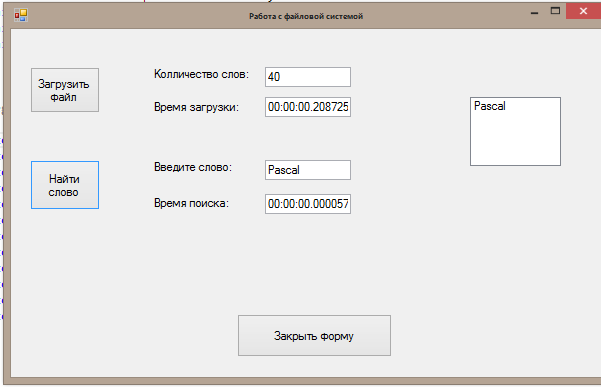 Работа с файловой системой
Загрузить
файл
Колличество слов:
40
Время загрузки:
00:00:00.208725
Pascal
Найти
слово
Введите слово:
Pascal
Время поиска:
00:00:00.000057
Закрыть форму